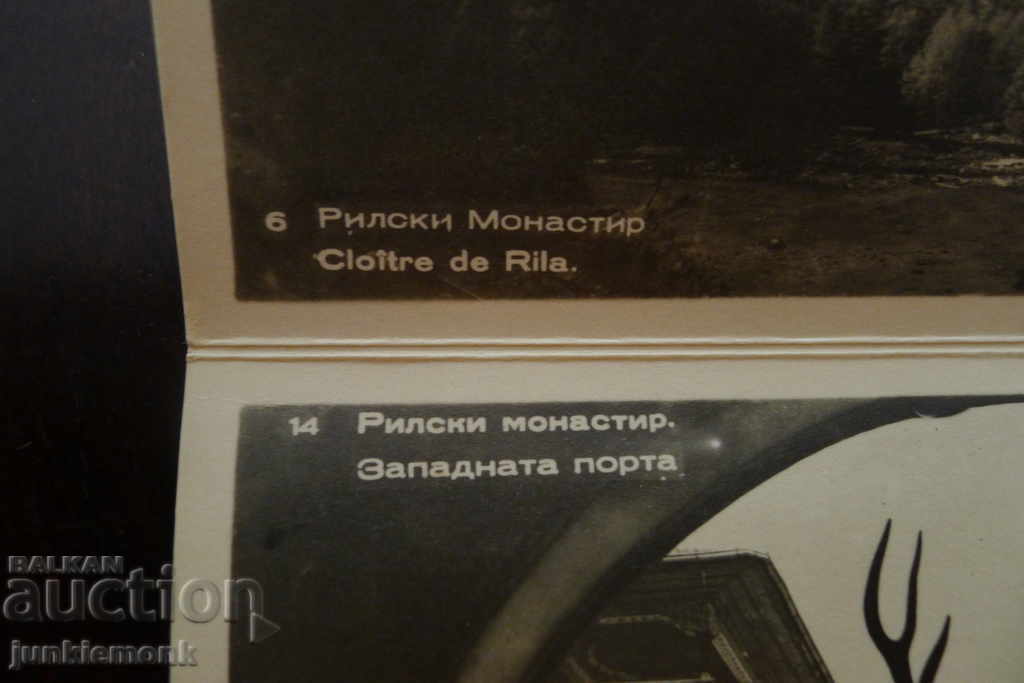 6 Рилски Монастир
Cloître de Rila.
14 Рилски монастир.
Западната порта
BALKAN
auction
junkiemonk